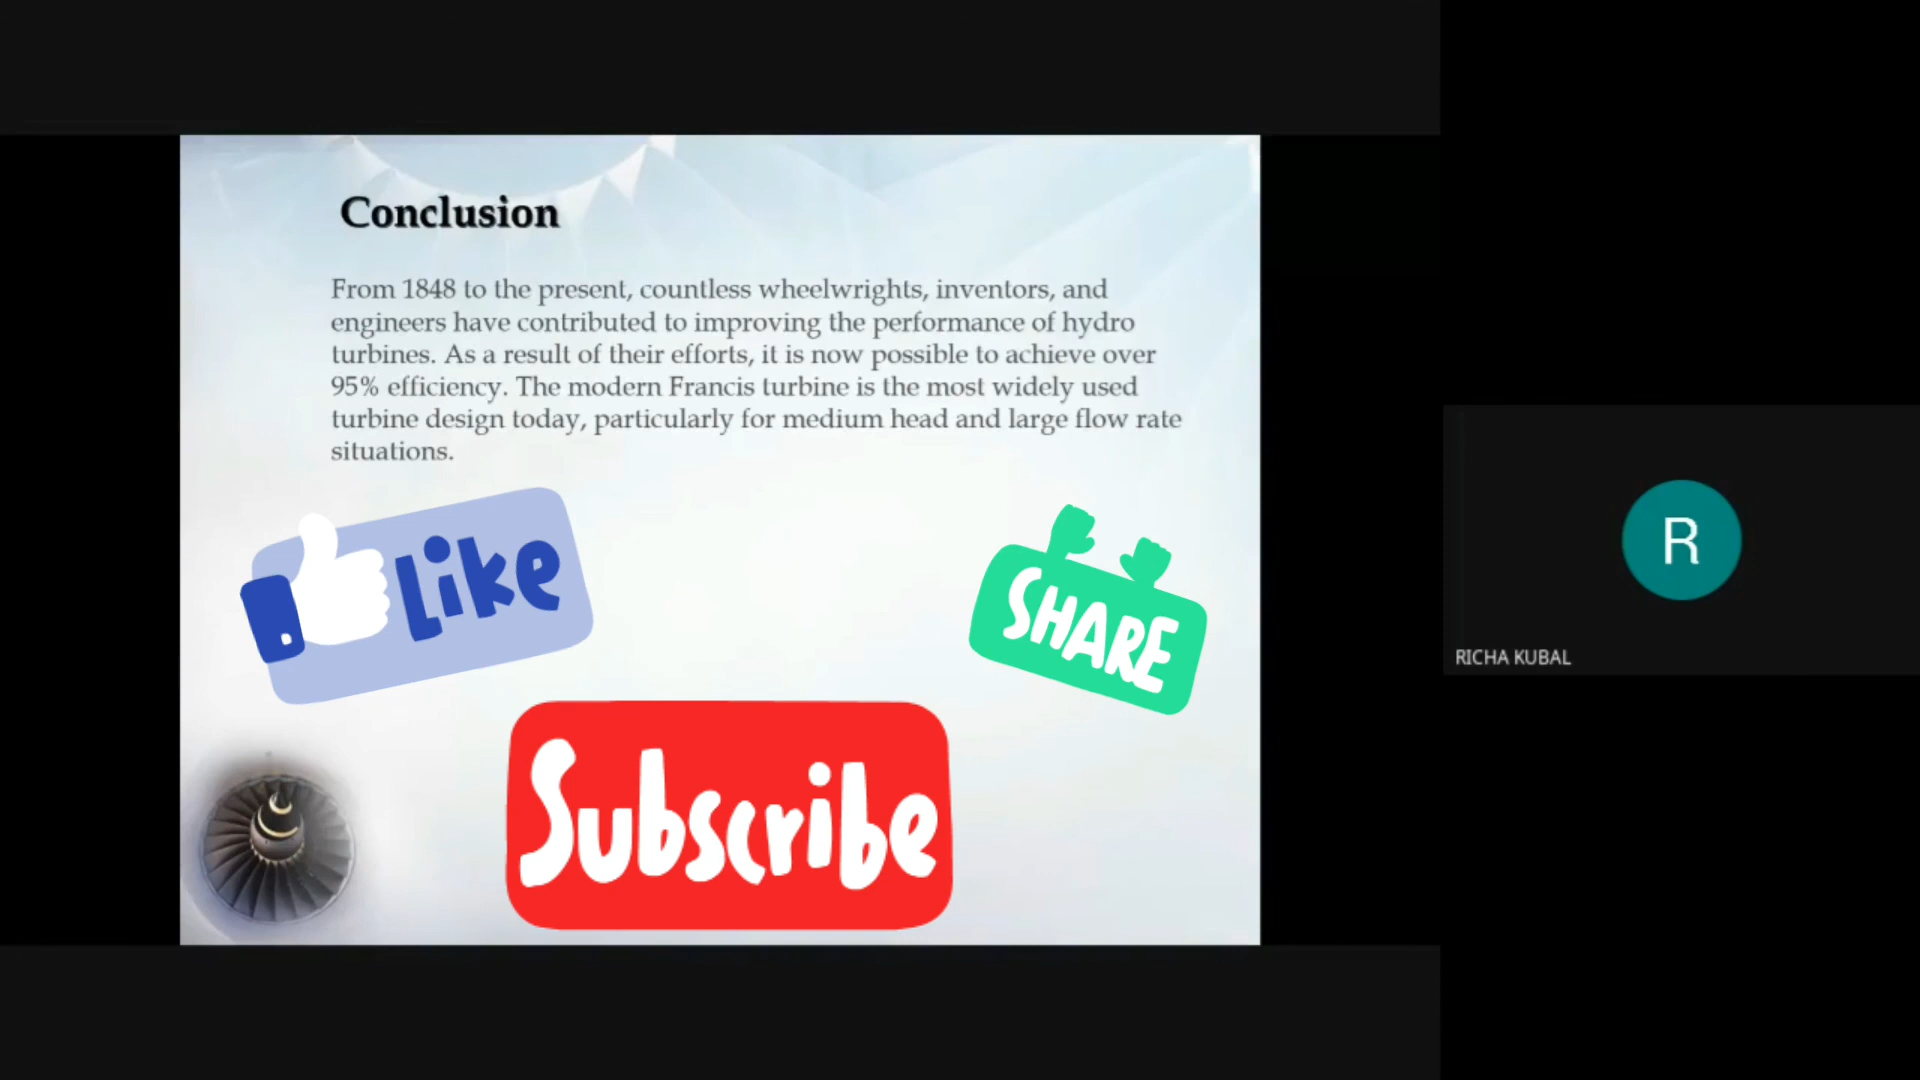 Conclusion
From 1848 to the present, countless wheelwrights, inventors, and
engineers have contributed to improving the performance of hydro
turbines. As a result of their efforts, it is now possible to achieve over
95% efficiency. The modern Francis turbine is the most widely used
turbine design today, particularly for medium head and large flow rate
situations.
Like
SHARE
Subscribe
R
RICHA KUBAL